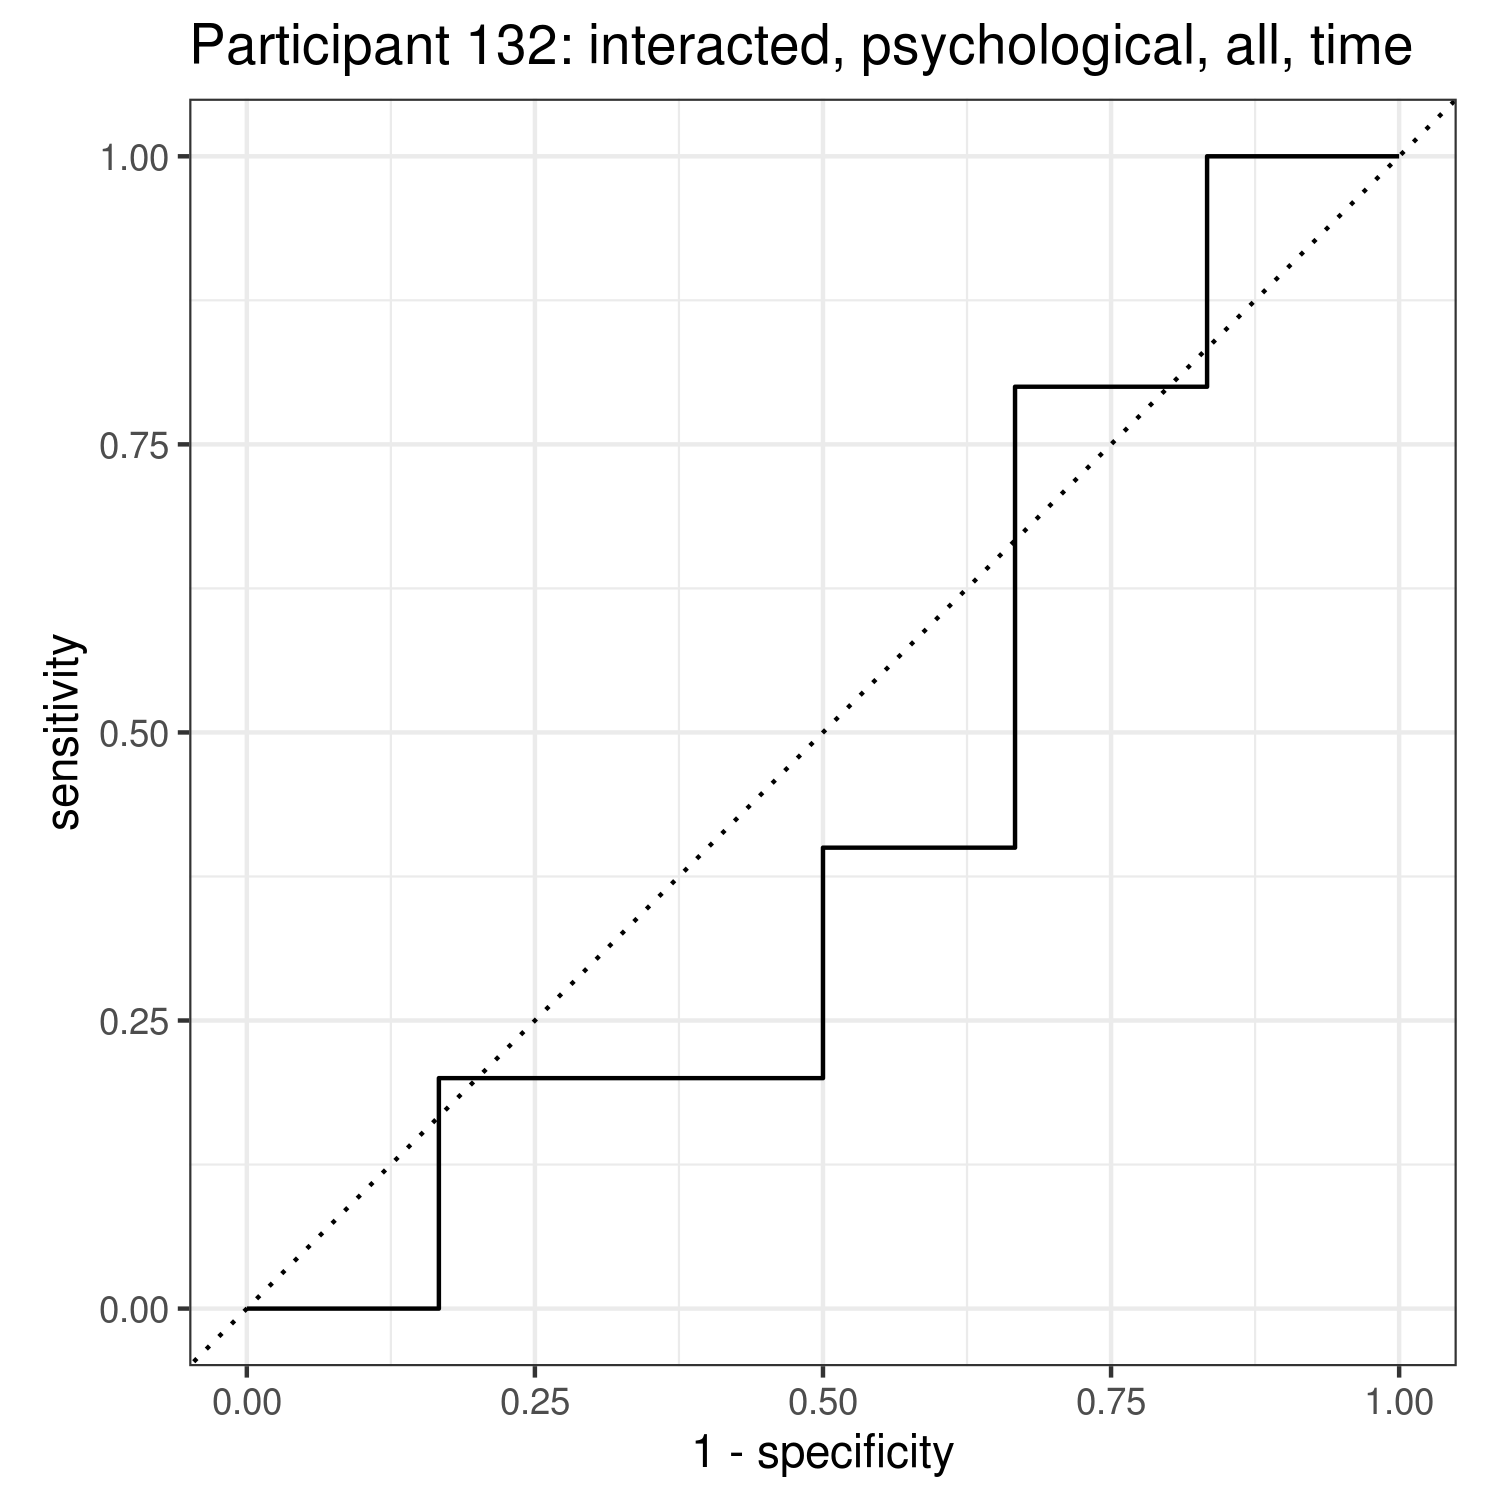 Participant 132: interacted, psychological, all, time
1.00
0.75
0.50
0.25
0.00
sensitivity
0.00 0.25 0.50 0.75 1.00
1 - specificity